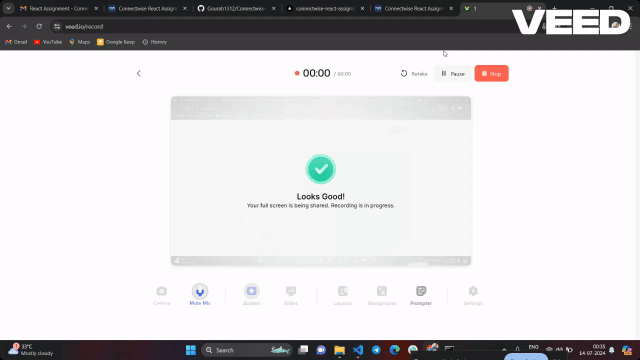 React Assignment - Conn
Connectwise React Assign
Goutab1312/Connectwise
connectwise-react-assign
Connectwise React Assign
1
veed.io/record
VEED
Gmail
YouTube
Maps
Google Keep
History
00:00 / 60:00
Retake
Pause
Stop
Looks Good!
Your full screen is being shared. Recording is in progress.
Camera
Mute Mic
Screen
Slides
Layouts
Background
Prompter
Settings
33°C
Mostly cloudy
Search
ENG
00:35
14-07-2024